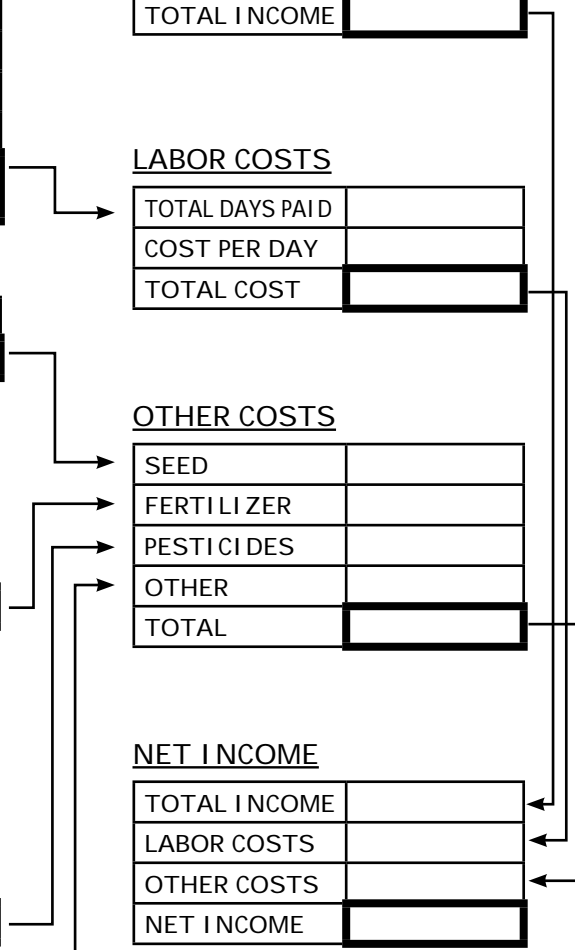 TOTAL INCOME
LABOR COSTS
TOTAL DAYS PAID
COST PER DAY
TOTAL COST
OTHER COSTS
SEED
FERTILIZER
PESTICIDES
OTHER
TOTAL
NET INCOME
TOTAL INCOME
LABOR COSTS
OTHER COSTS
NET INCOME